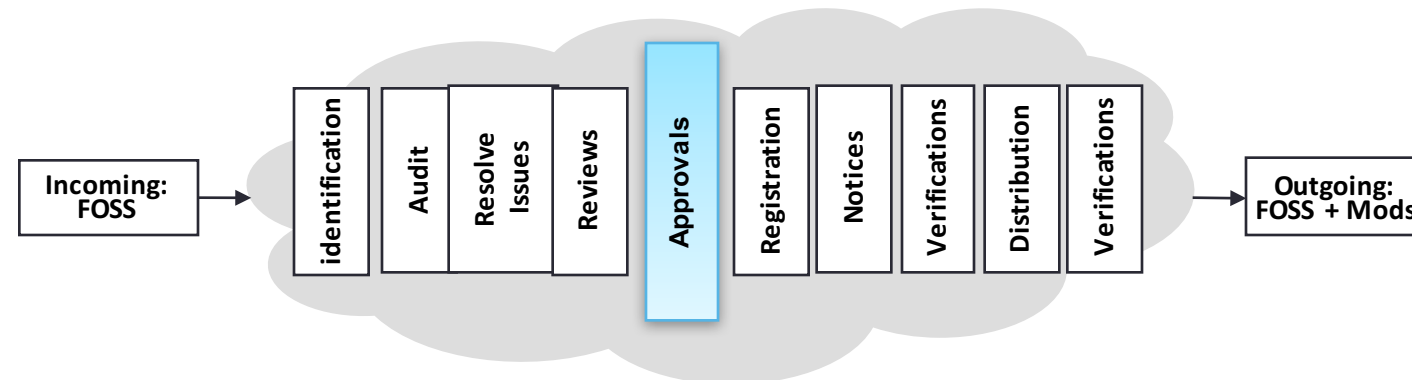 Incoming:
FOSS
identification
Audit
Resolve
Issues
Reviews
Approvals
Registration
Notices
Verifications
Distribution
Verifications
Outgoing:
FOSS + Mods